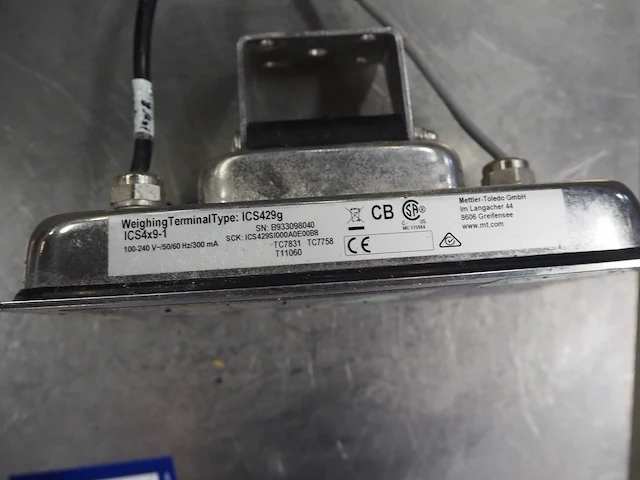 WeighingTerminalType: ICS429g
ICS4x9-1
100-240 V~/50/60 Hz/300 mA
SN: B933098040
SCK: ICS429SI000A0E00B8
TC7831 TC7758
T11060
CB
CE
Mettler-Toledo GmbH
Im Langacher 44
8606 Greifensee
www.mt.com